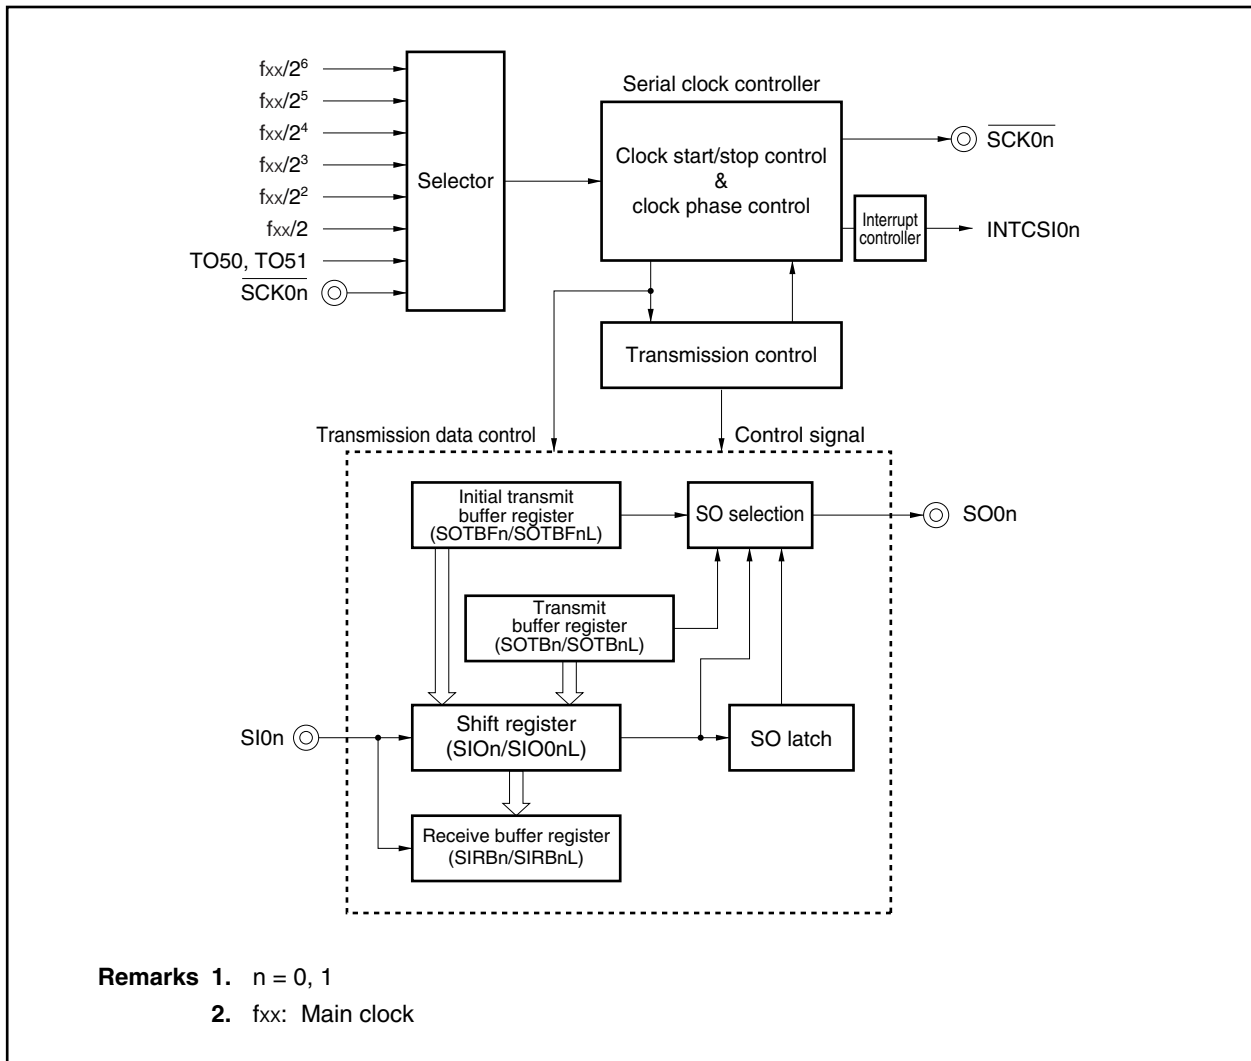 fxx/2⁶
fxx/2⁵
fxx/2⁴
fxx/2³
fxx/2²
fxx/2
TO50, TO51
SCK0n
Selector
Serial clock controller
Clock start/stop control
&
clock phase control
SCK0n
Interrupt
controller
INTCSI0n
Transmission control
Transmission data control
Control signal
Initial transmit
buffer register
(SOTBFn/SOTBFnL)
SO selection
SO0n
Transmit
buffer register
(SOTBn/SOTBnL)
SI0n
Shift register
(SIOn/SIO0nL)
SO latch
Receive buffer register
(SIRBn/SIRBnL)
Remarks 1. n = 0, 1
2. fxx: Main clock